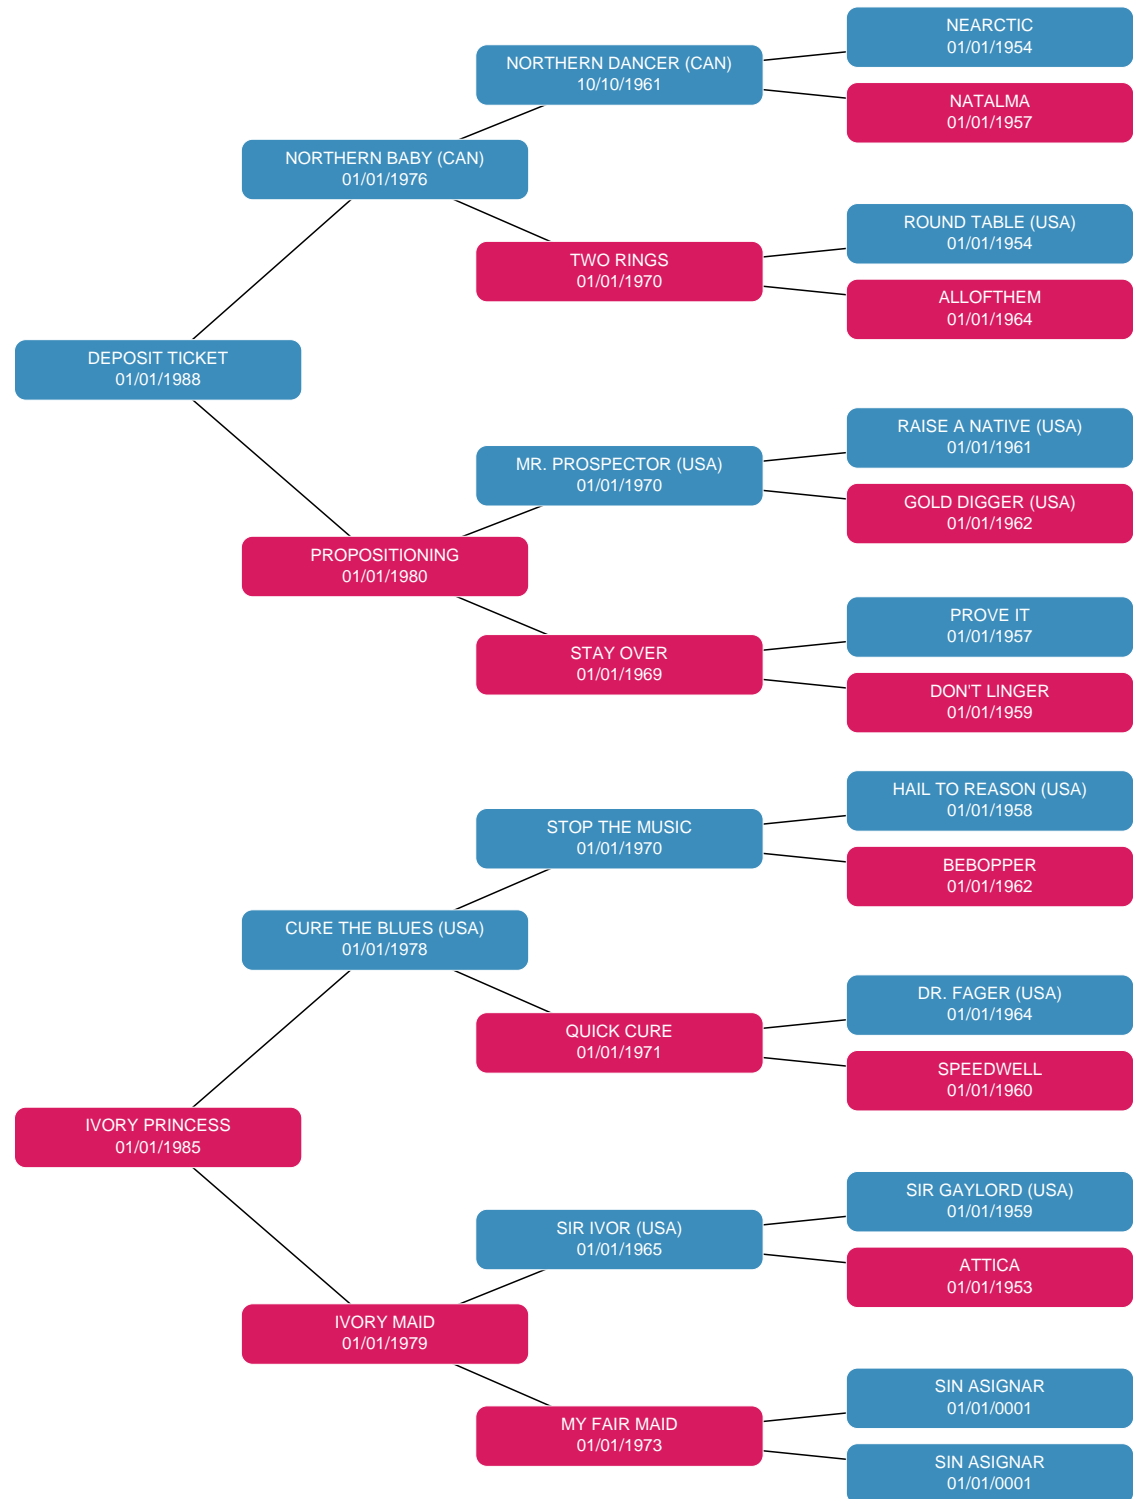 NEARCTIC
01/01/1954
NORTHERN DANCER (CAN)
10/10/1961
NATALMA
01/01/1957
NORTHERN BABY (CAN)
01/01/1976
ROUND TABLE (USA)
01/01/1954
TWO RINGS
01/01/1970
ALLOFTHEM
01/01/1964
DEPOSIT TICKET
01/01/1988
RAISE A NATIVE (USA)
01/01/1961
MR. PROSPECTOR (USA)
01/01/1970
GOLD DIGGER (USA)
01/01/1962
PROPOSITIONING
01/01/1980
PROVE IT
01/01/1957
STAY OVER
01/01/1969
DON'T LINGER
01/01/1959
HAIL TO REASON (USA)
01/01/1958
STOP THE MUSIC
01/01/1970
BEBOPPER
01/01/1962
CURE THE BLUES (USA)
01/01/1978
DR. FAGER (USA)
01/01/1964
QUICK CURE
01/01/1971
SPEEDWELL
01/01/1960
IVORY PRINCESS
01/01/1985
SIR GAYLORD (USA)
01/01/1959
SIR IVOR (USA)
01/01/1965
ATTICA
01/01/1953
IVORY MAID
01/01/1979
SIN ASIGNAR
01/01/0001
MY FAIR MAID
01/01/1973
SIN ASIGNAR
01/01/0001